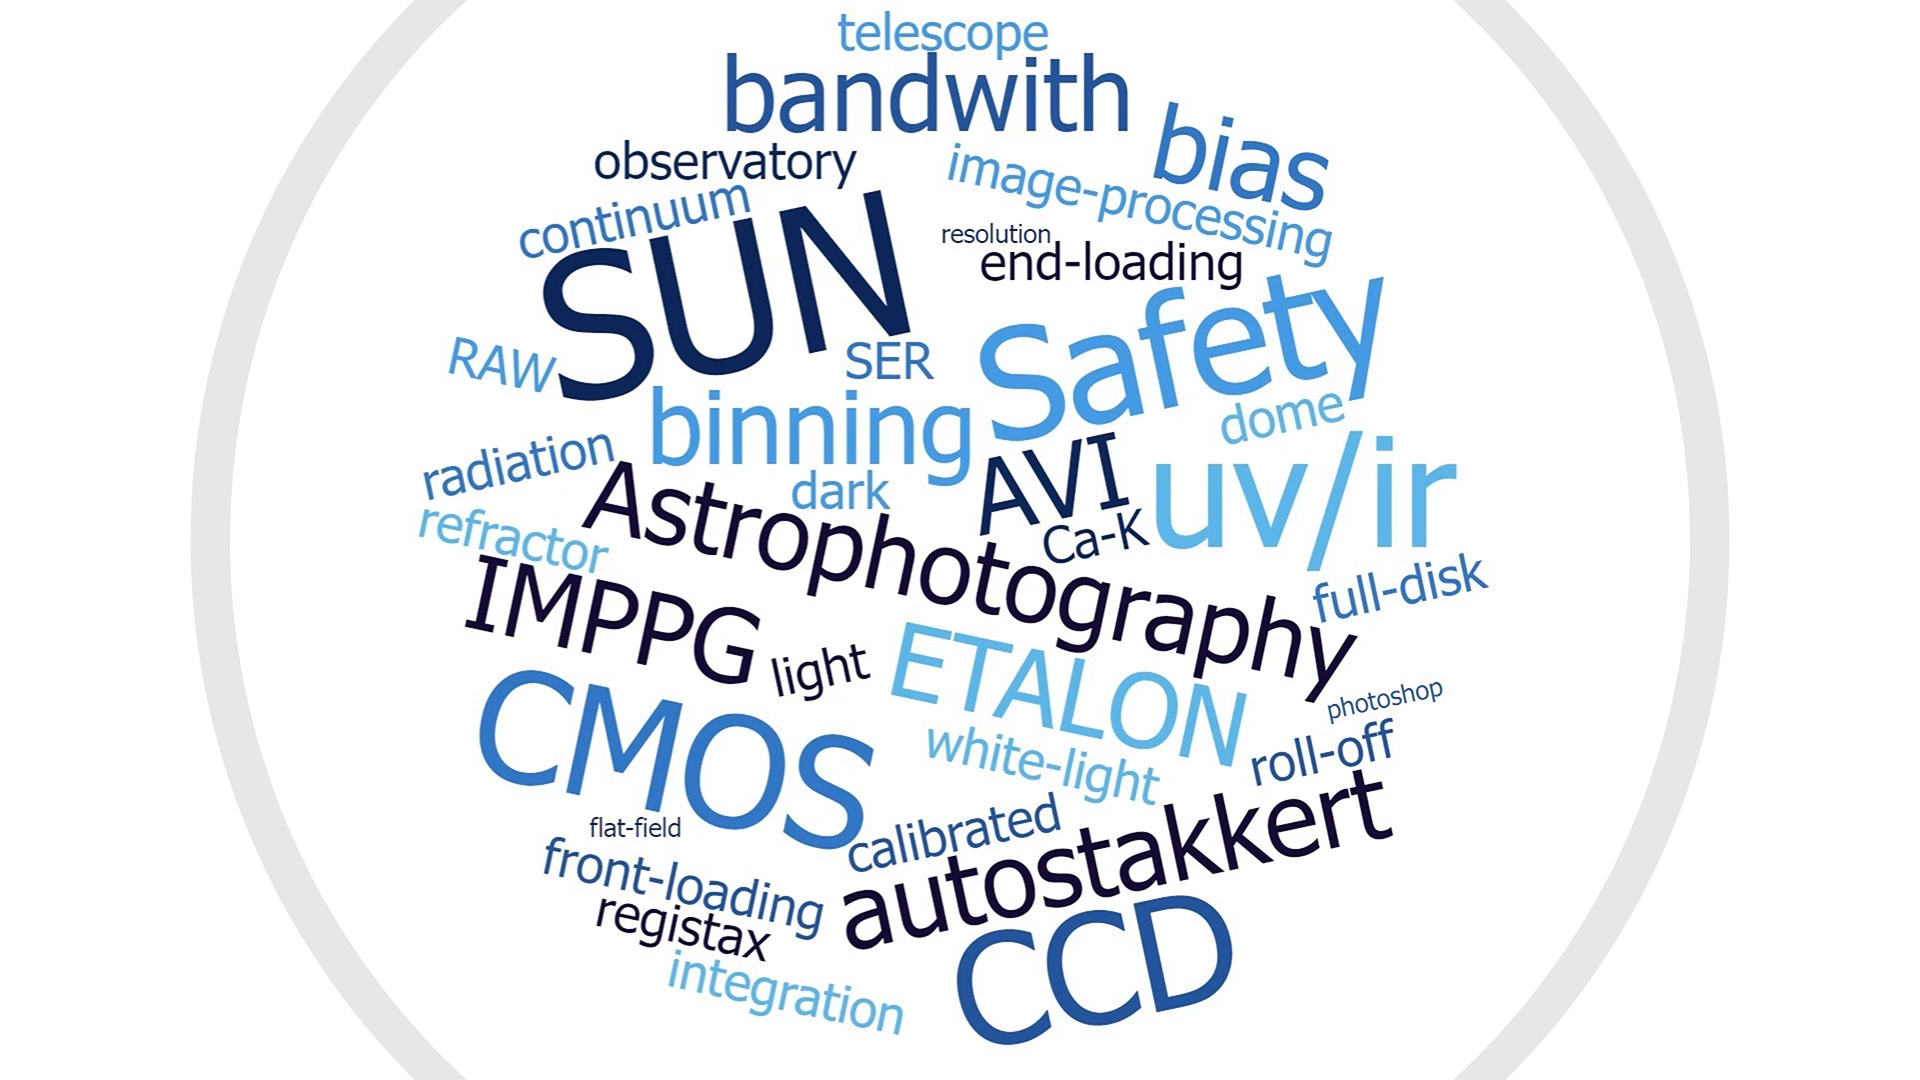 telescope
bandwith
bias
observatory
image-processing
continuum
SUN
resolution
end-loading
Safety
RAW
SER
binning
dome
radiation
dark
AVI
uv/ir
Astrophotography
Ca-K
refractor
full-disk
IMPPG
light
ETALON
photoshop
CMOS
white-light
roll-off
flat-field
calibrated
autostakkert
front-loading
registax
CCD
integration